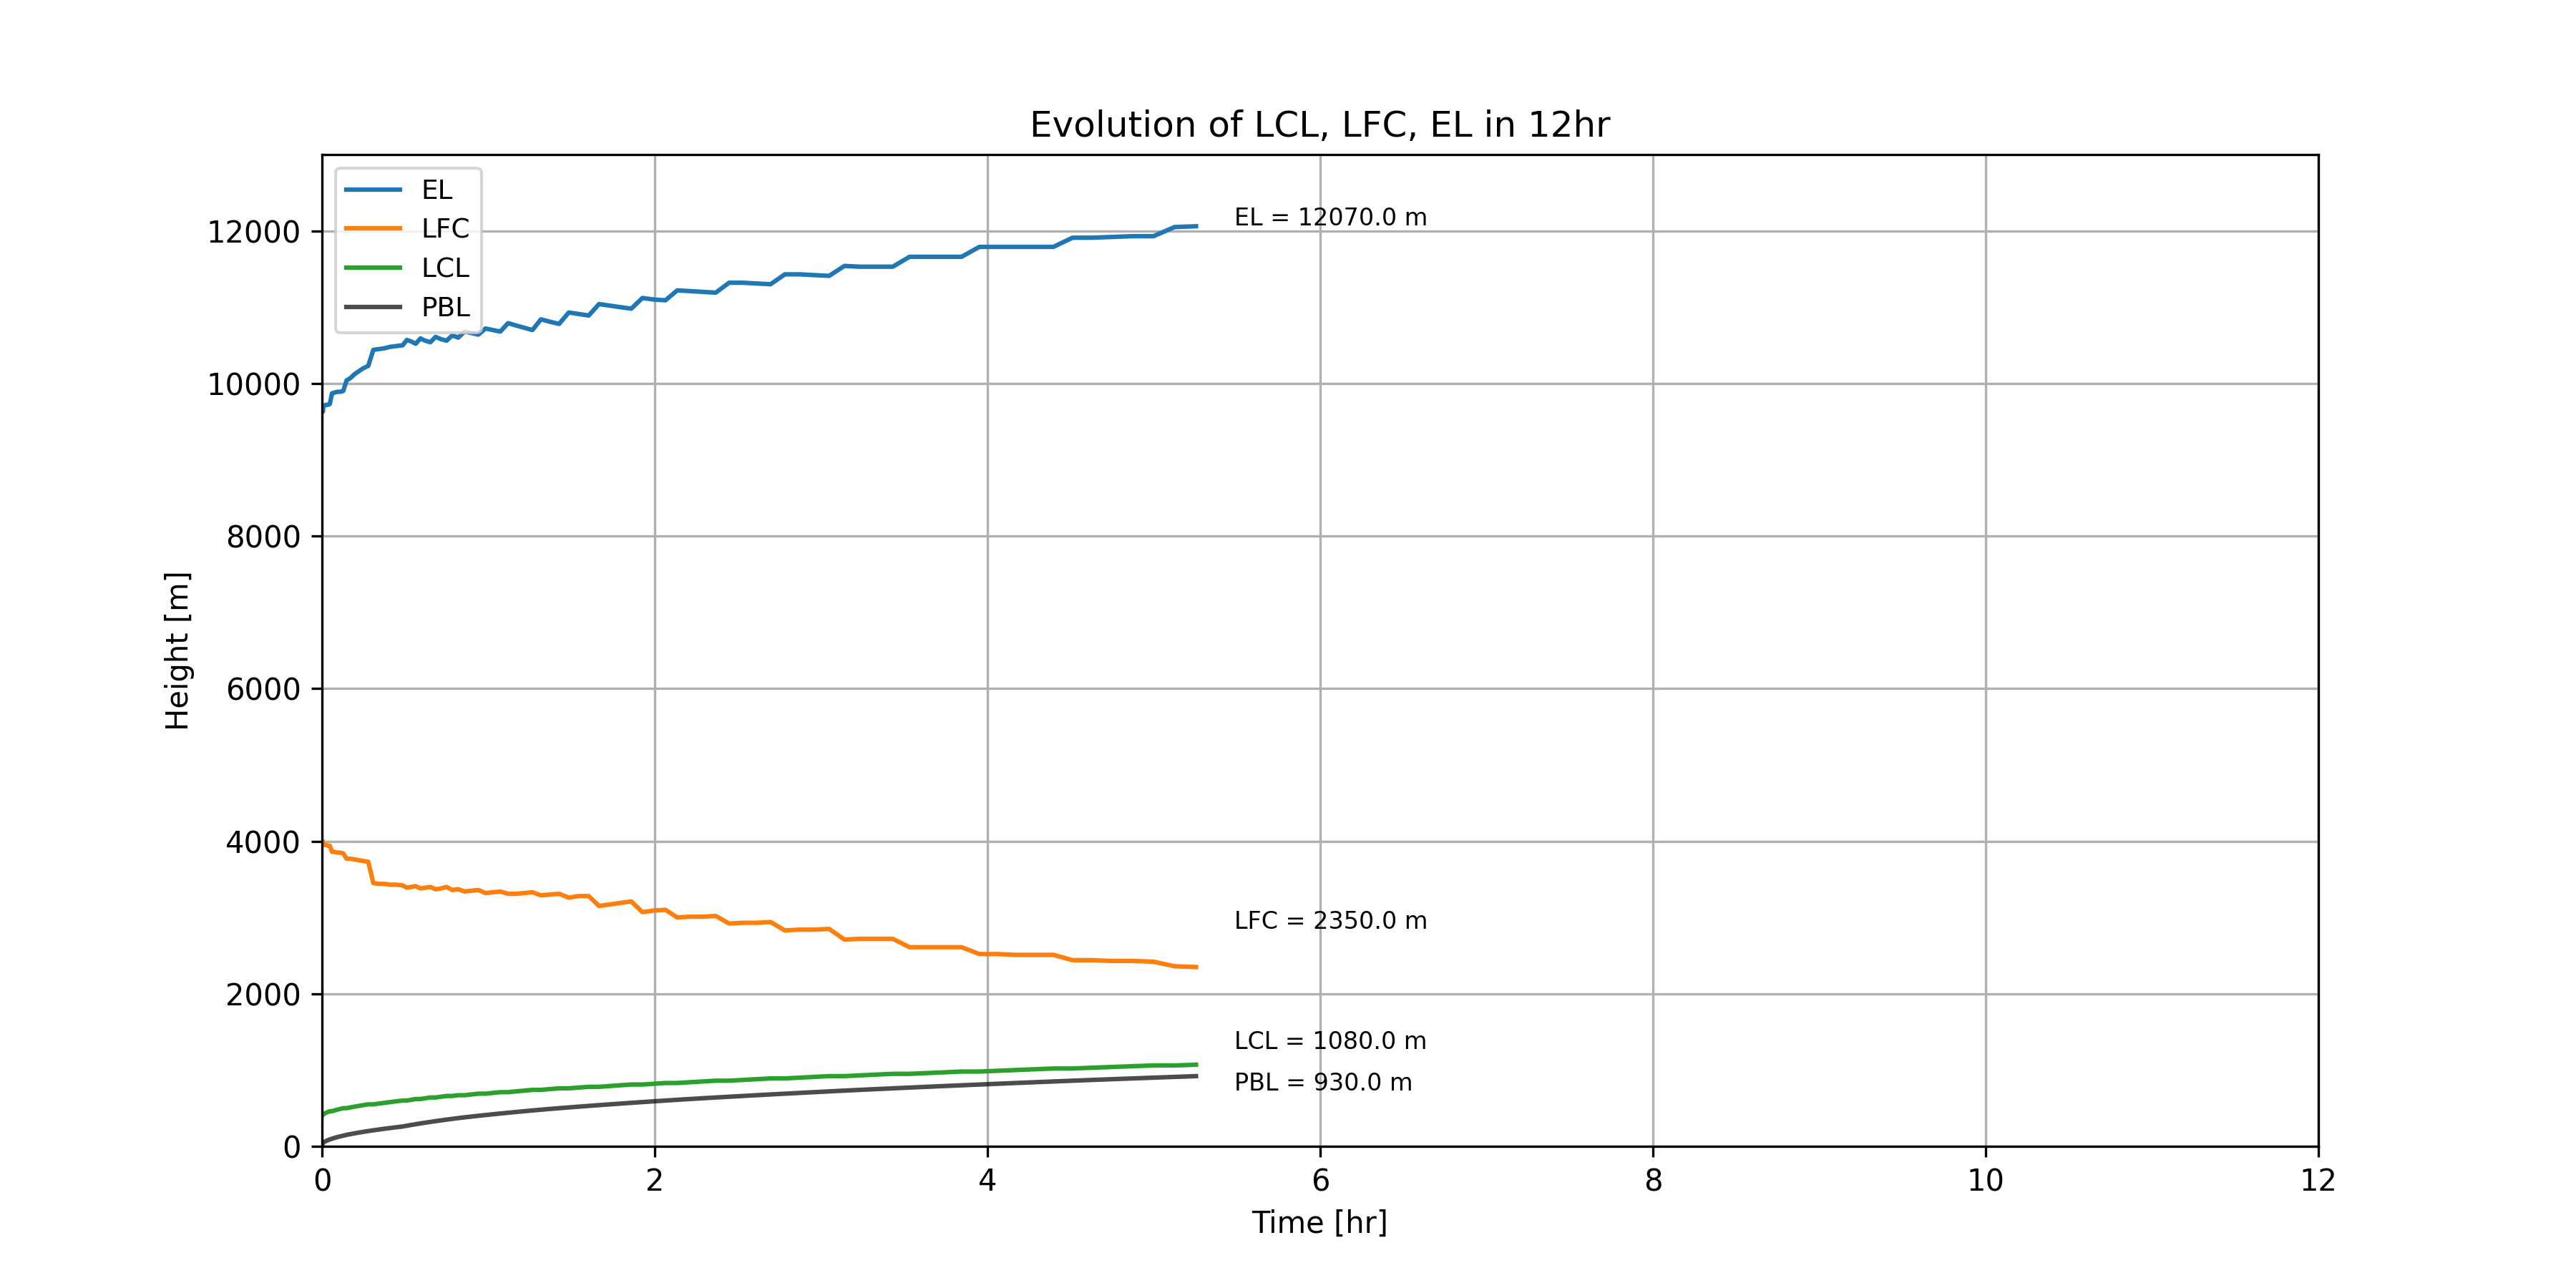 Evolution of LCL, LFC, EL in 12hr
EL
LFC
LCL
PBL
EL = 12070.0 m
LFC = 2350.0 m
LCL = 1080.0 m
PBL = 930.0 m
12000
10000
8000
6000
4000
2000
0
Height [m]
0 2 4 6 8 10 12
Time [hr]